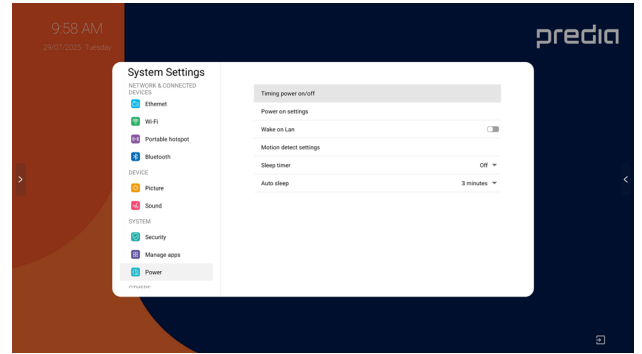 9:58 AM
29/07/2025 Tuesday
predia
System Settings
NETWORK & CONNECTED
DEVICES
Ethernet
Wi-Fi
Portable hotspot
Bluetooth
DEVICE
Picture
Sound
SYSTEM
Security
Manage apps
Power
Timing power on/off
Power on settings
Wake on Lan
Motion detect settings
Sleep timer Off
Auto sleep 3 minutes